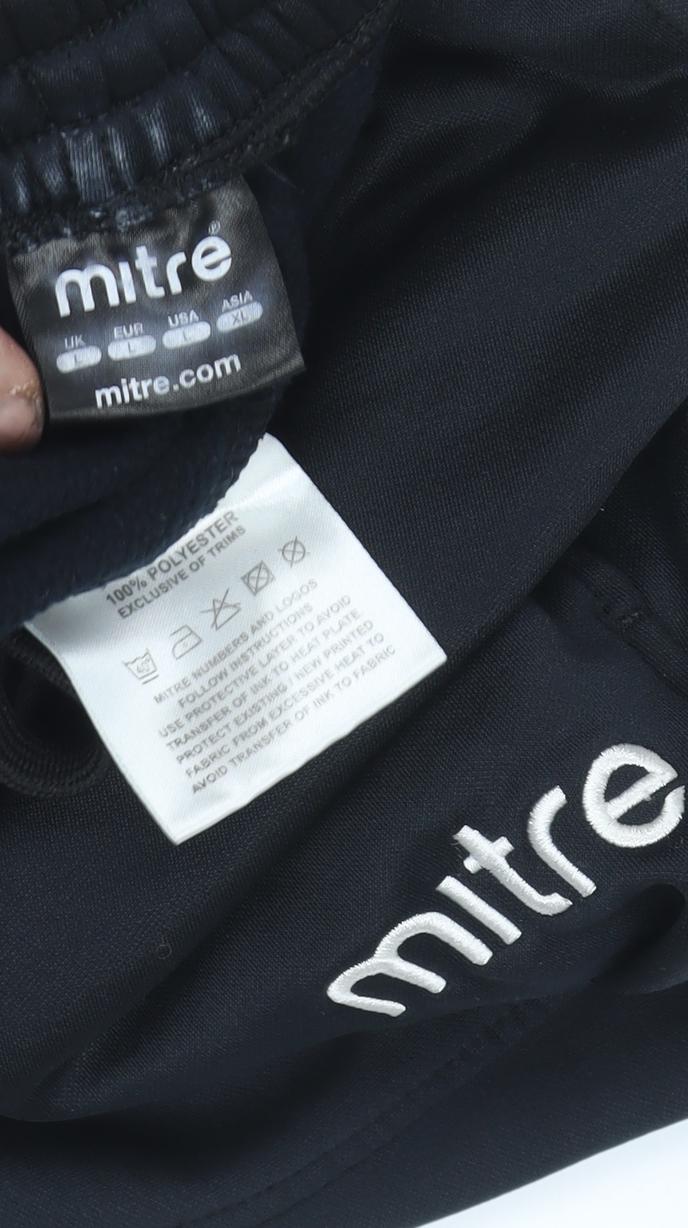 mitre®
UK EUR USA ASIA
L L L XL
mitre.com
100% POLYESTER
EXCLUSIVE OF TRIMS
40°
MITRE NUMBERS AND LOGOS
FOLLOW INSTRUCTIONS
USE PROTECTIVE LAYER TO AVOID
TRANSFER OF INK TO HEAT PLATE
PROTECT EXISTING / NEW PRINTED
FABRIC FROM EXCESSIVE HEAT TO
AVOID TRANSFER OF INK TO FABRIC
mitre